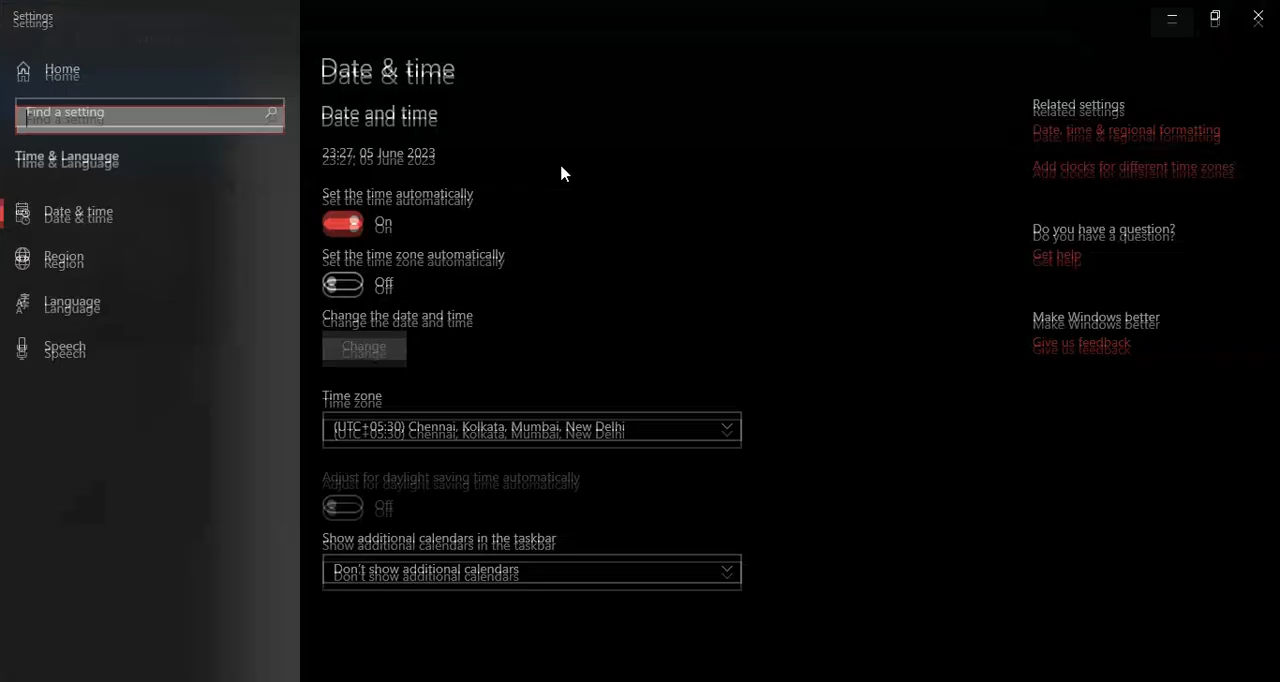 Settings
Home
Find a setting
Time & Language
Date & time
Region
Language
Speech
Date & time
Date and time
23:27, 05 June 2023
Set the time automatically
On
Set the time zone automatically
Off
Change the date and time
Change
Time zone
(UTC+05:30) Chennai, Kolkata, Mumbai, New Delhi
Adjust for daylight saving time automatically
Off
Show additional calendars in the taskbar
Don't show additional calendars
Related settings
Date, time & regional formatting
Add clocks for different time zones
Do you have a question?
Get help
Make Windows better
Give us feedback